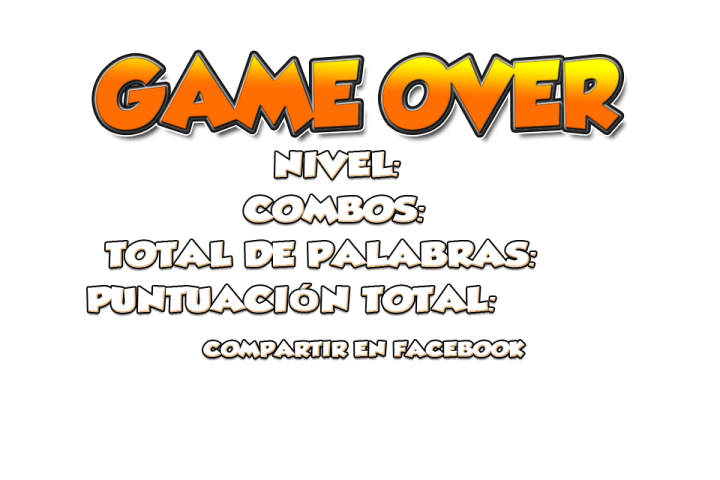 GAME OVER
NIVEL:
COMBOS:
TOTAL DE PALABRAS:
PUNTUACIÓN TOTAL:
COMPARTIR EN FACEBOOK